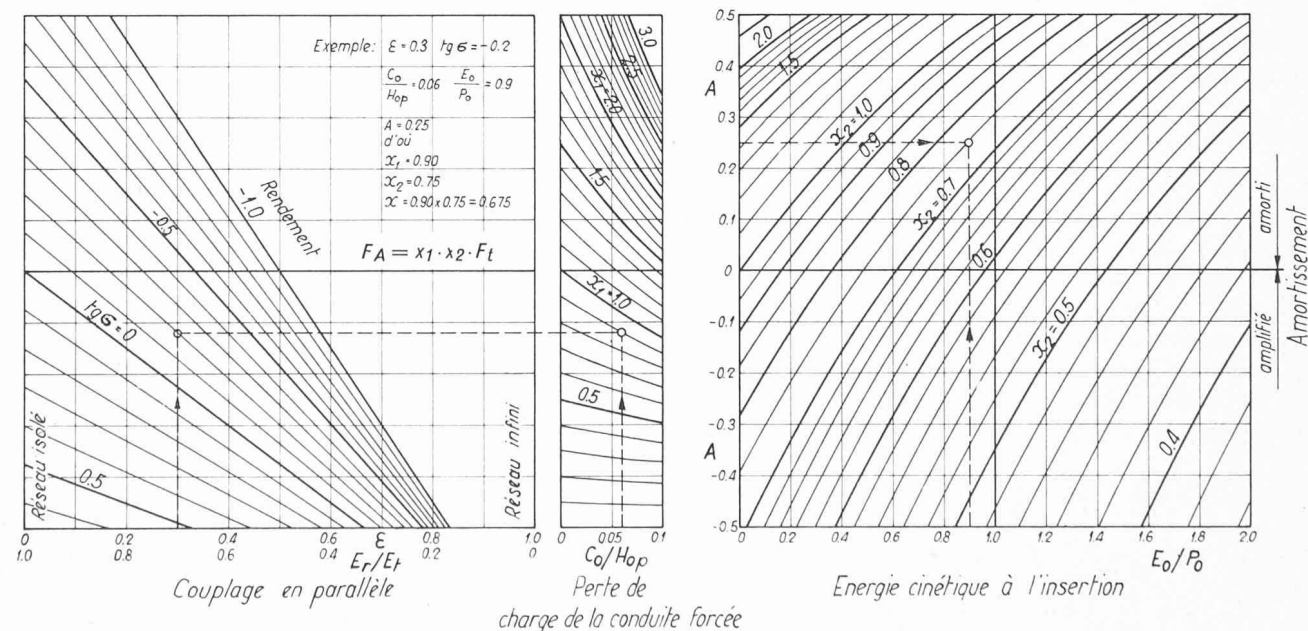 Exemple: ε = 0.3 tg σ = -0.2
C₀/H₀p = 0.06 E₀/P₀ = 0.9
A = 0.25
d'où
x₁ = 0.90
x₂ = 0.75
x = 0.90 x 0.75 = 0.675
F_A = x₁ · x₂ · F_t
Rendement
-1.0
-0.5
tg σ = 0
0.5
Réseau isolé
Réseau infini
0 0.2 0.4 0.6 ε 0.2 1.0
1.0 0.8 0.6 0.4 0.2 0
E_r/E_t
Couplage en parallèle
3.0
2.5
x₁=2.0
1.5
x₁=1.0
0.5
0 0.05 0.1
C₀/H₀p
Perte de
charge de la conduite forcée
0.5
0.4
A
0.3
0.2
0.1
0
-0.1
-0.2
-0.3
A
-0.4
-0.5
2.0
1.5
x₂=1.0
0.9
0.8
x₂=0.7
0.6
x₂=0.5
0.4
0 0.2 0.4 0.6 0.8 1.0 1.2 1.4 1.6 1.8 2.0
E₀/P₀
Energie cinétique à l'insertion
amorti
amplifié
Amortissement